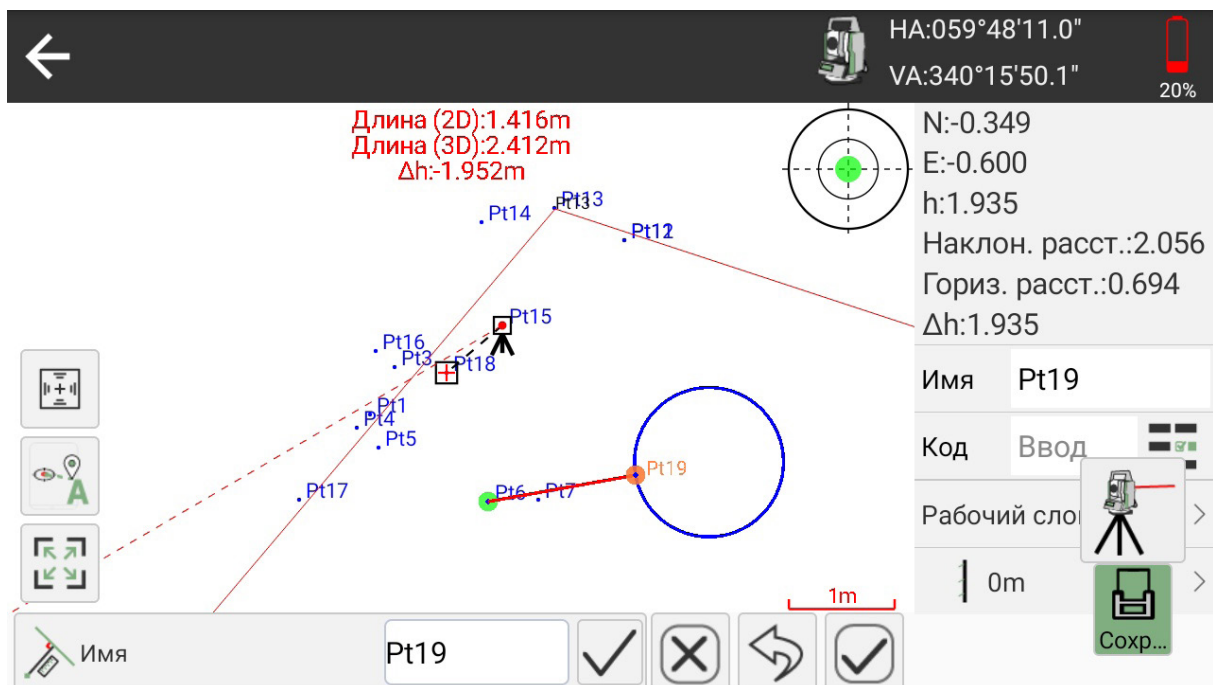 HA:059°48'11.0"
VA:340°15'50.1"
20%
Длина (2D):1.416m
Длина (3D):2.412m
Δh:-1.952m
N:-0.349
E:-0.600
h:1.935
Наклон. расст.:2.056
Гориз. расст.:0.694
Δh:1.935
Pt13
Pt13
Pt14
Pt12
Pt15
Pt16
Pt3
Pt18
Pt1
Pt4
Pt5
Pt19
Pt17
Pt6
Pt7
A
1m
Имя
Pt19
Код
Ввод
Рабочий сло
0m
Сохр...
Имя
Pt19